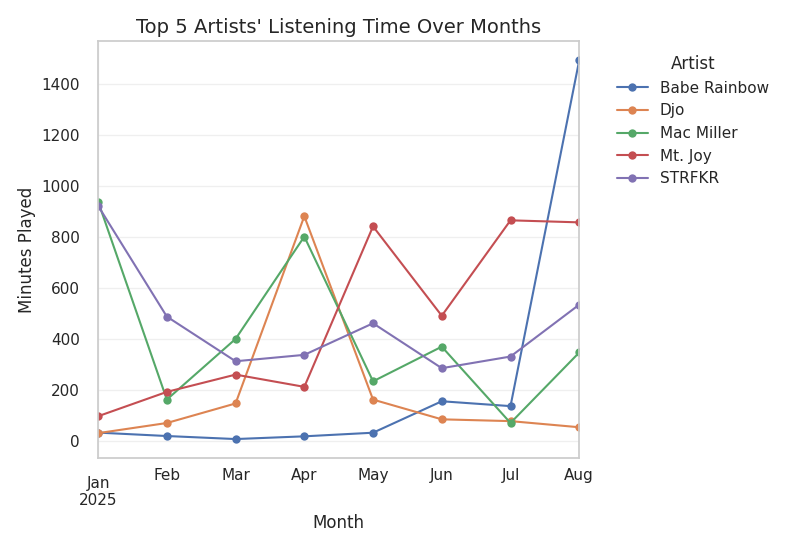 Top 5 Artists' Listening Time Over Months
Minutes Played
1400
1200
1000
800
600
400
200
0
Jan
2025
Feb
Mar
Apr
May
Jun
Jul
Aug
Month
Artist
Babe Rainbow
Djo
Mac Miller
Mt. Joy
STRFKR